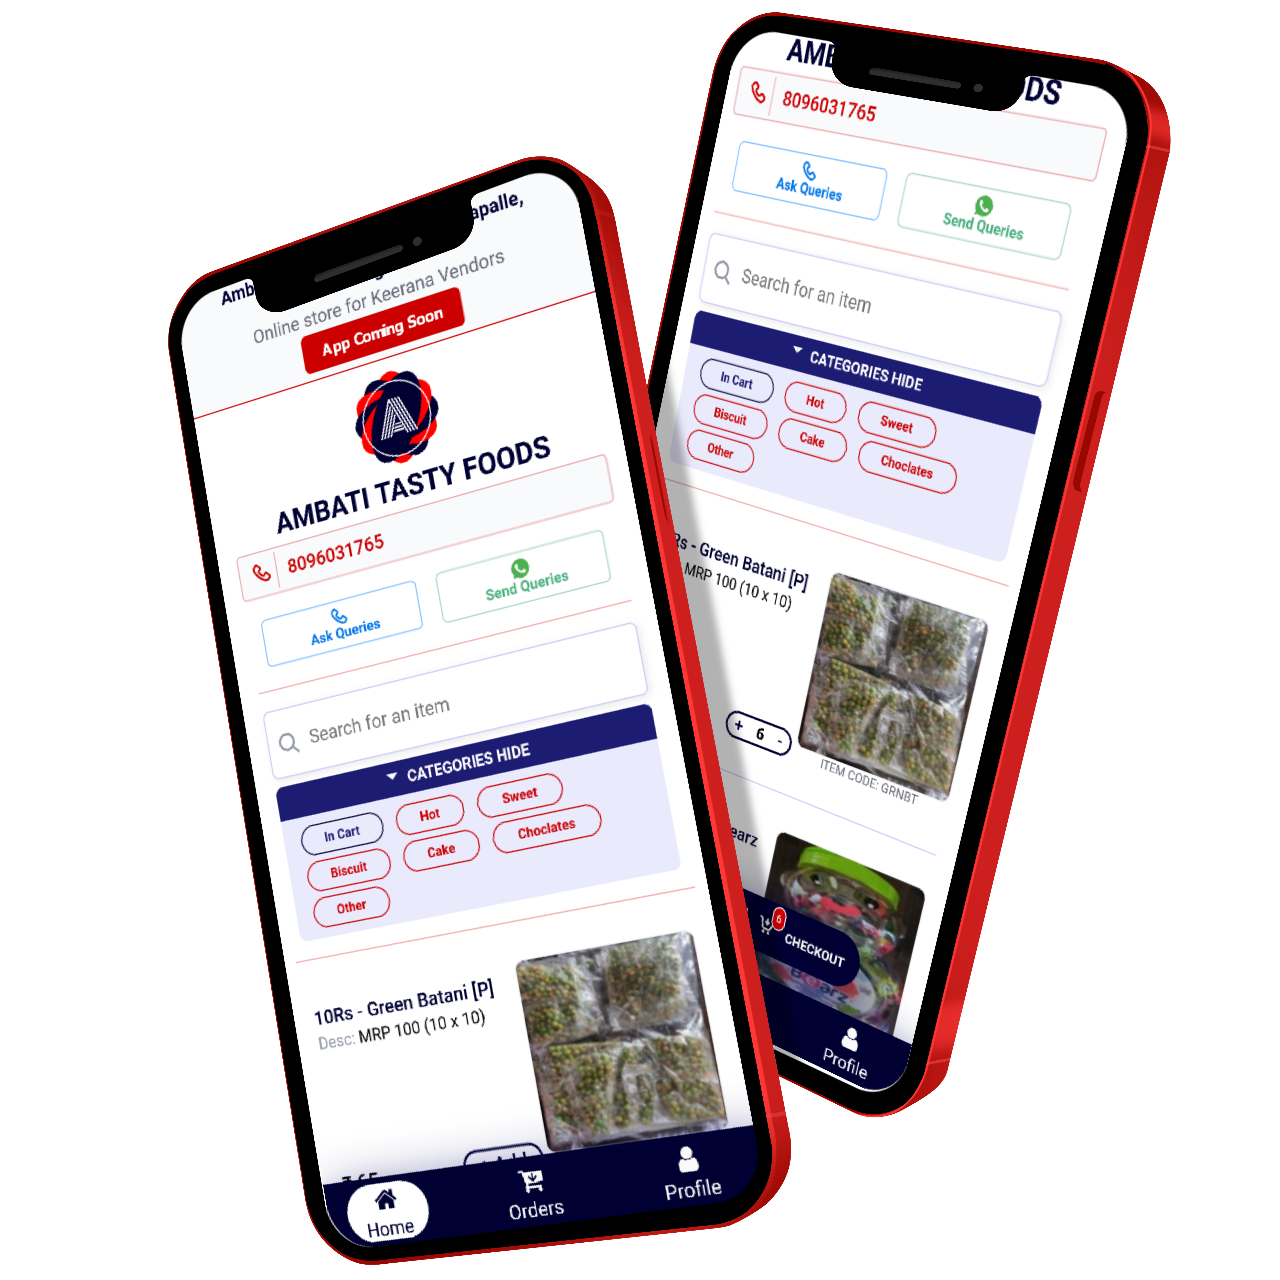 apalle,
Amb
Online store for Keerana Vendors
App Coming Soon
A
AMBATI TASTY FOODS
8096031765
Ask Queries
Send Queries
Search for an item
CATEGORIES HIDE
In Cart
Hot
Sweet
Biscuit
Cake
Choclates
Other
10Rs - Green Batani [P]
Desc: MRP 100 (10 x 10)
Home
Orders
Profile
AMB
ODS
8096031765
Ask Queries
Send Queries
Search for an item
CATEGORIES HIDE
In Cart
Hot
Sweet
Biscuit
Cake
Choclates
Other
Rs - Green Batani [P]
MRP 100 (10 x 10)
+ 6 -
ITEM CODE: GRNBT
earz
6
CHECKOUT
Profile